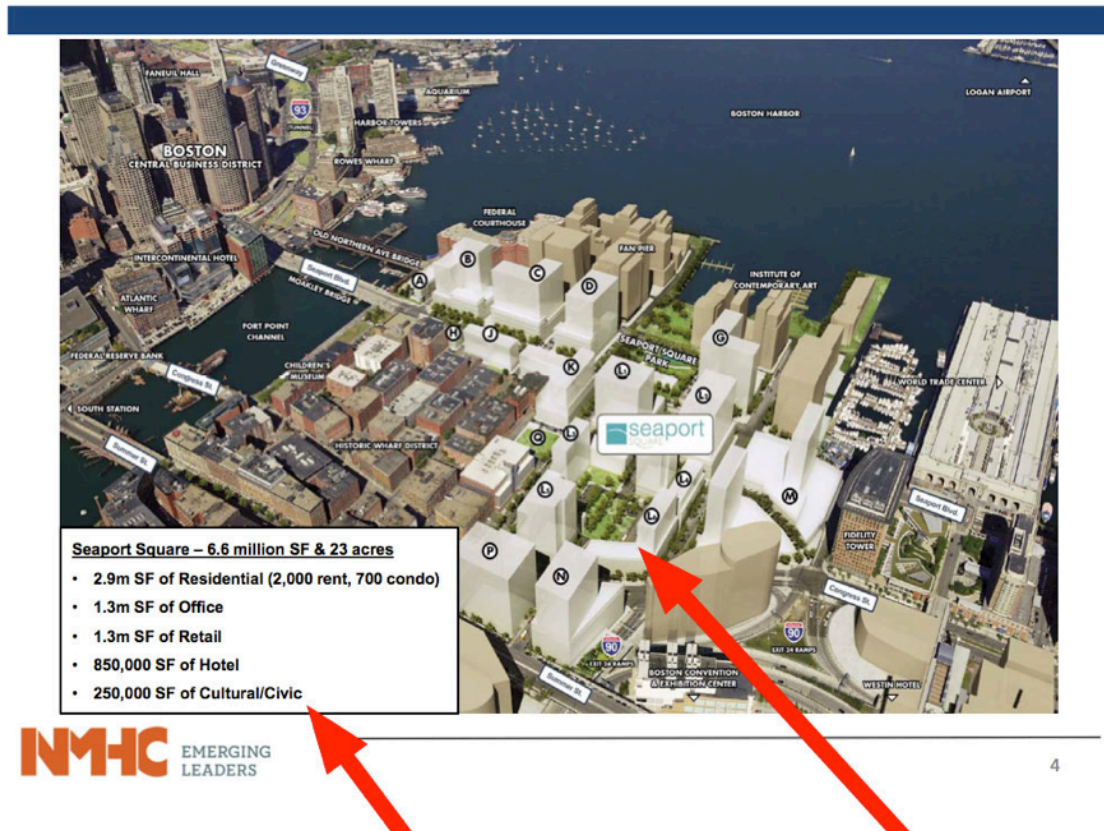 FANEUIL HALL
Greenway
93
TUNNEL
AQUARIUM
LOGAN AIRPORT
HARBOR TOWERS
BOSTON HARBOR
BOSTON
CENTRAL BUSINESS DISTRICT
ROWES WHARF
FEDERAL
COURTHOUSE
OLD NORTHERN AVE BRIDGE
FAN PIER
INTERCONTINENTAL HOTEL
Seaport Blvd.
MOAKLEY BRIDGE
INSTITUTE OF
CONTEMPORARY ART
A
B
C
D
ATLANTIC
WHARF
FORT POINT
CHANNEL
H
J
G
SEAPORT SQUARE
PARK
FEDERAL RESERVE BANK
CHILDREN'S
MUSEUM
K
WORLD TRADE CENTER
Congress St.
SOUTH STATION
seaport
SQUARE
Summer St.
HISTORIC WHARF DISTRICT
Q
M
Seaport Blvd.
P
N
FIDELITY
TOWER
Congress St.
90
EXIT 24 RAMPS
90
EXIT 24 RAMPS
BOSTON CONVENTION
& EXHIBITION CENTER
Summer St.
WESTIN HOTEL
Seaport Square – 6.6 million SF & 23 acres
• 2.9m SF of Residential (2,000 rent, 700 condo)
• 1.3m SF of Office
• 1.3m SF of Retail
• 850,000 SF of Hotel
• 250,000 SF of Cultural/Civic
NMHC EMERGING
LEADERS
4